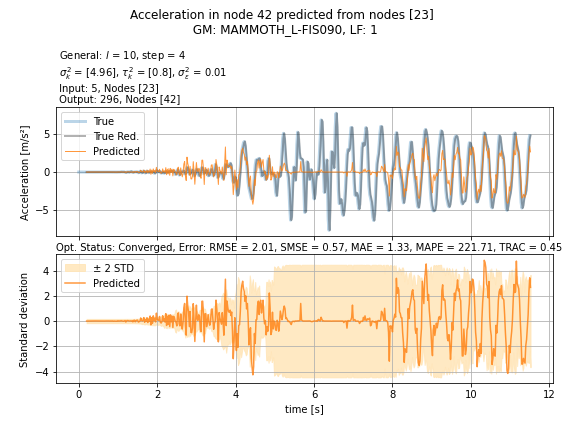 Acceleration in node 42 predicted from nodes [23]
GM: MAMMOTH_L-FIS090, LF: 1
General: l = 10, step = 4
σ²_k = [4.96], τ²_k = [0.8], σ²_ε = 0.01
Input: 5, Nodes [23]
Output: 296, Nodes [42]
True
True Red.
Predicted
Acceleration [m/s²]
5
0
−5
Opt. Status: Converged, Error: RMSE = 2.01, SMSE = 0.57, MAE = 1.33, MAPE = 221.71, TRAC = 0.45
± 2 STD
Predicted
Standard deviation
4
2
0
−2
−4
0 2 4 6 8 10 12
time [s]